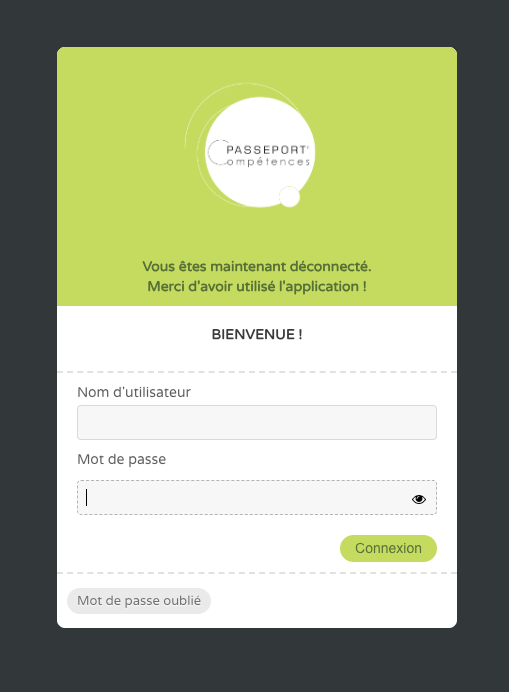 PASSEPORT®
Compétences
Vous êtes maintenant déconnecté.
Merci d'avoir utilisé l'application !
BIENVENUE !
Nom d'utilisateur
Mot de passe
Connexion
Mot de passe oublié